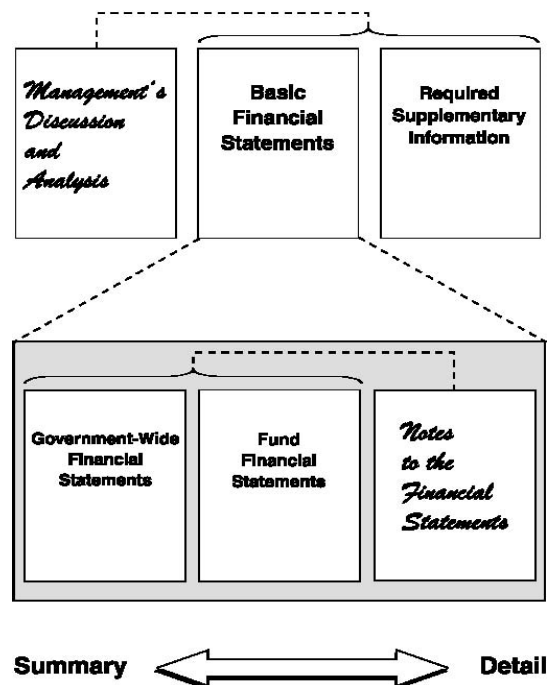 Management's
Discussion
and
Analysis
Basic
Financial
Statements
Required
Supplementary
Information
Government-Wide
Financial
Statements
Fund
Financial
Statements
Notes
to the
Financial
Statements
Summary
Detail